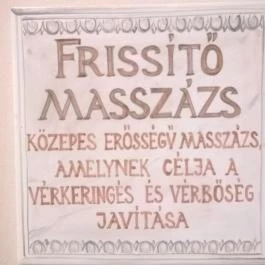 FRISSÍTŐ
MASSZÁZS
KÖZEPES ERŐSSÉGŰ MASSZÁZS,
AMELYNEK CÉLJA A
VÉRKERINGÉS ÉS VÉRBŐSÉG
JAVÍTÁSA